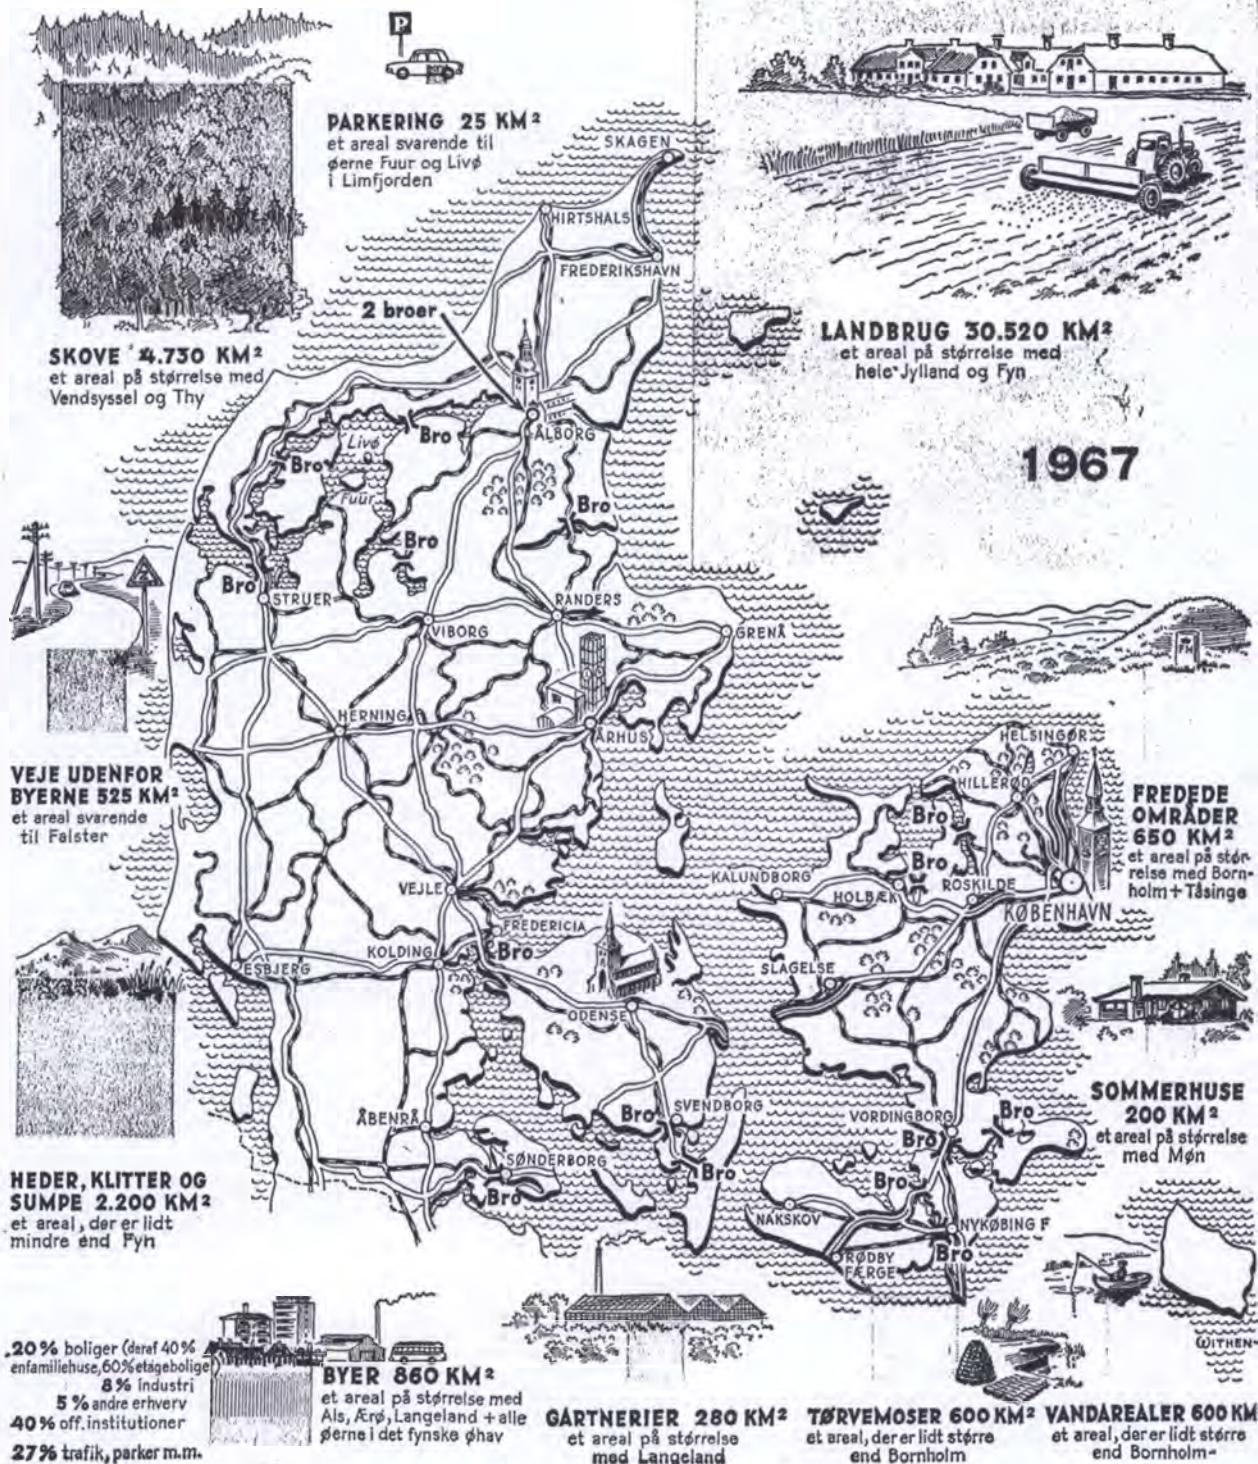 P
PARKERING 25 KM²
et areal svarende til
øerne Fuur og Livø
i Limfjorden
SKAGEN
HIRTSHALS
FREDERIKSHAVN
2 broer
SKOVE 4.730 KM²
et areal på størrelse med
Vendsyssel og Thy
LANDBRUG 30.520 KM²
et areal på størrelse med
hele Jylland og Fyn
1967
Livø
Bro
ÅLBORG
Bro
Fuur
Bro
Bro
Bro
STRUER
RANDERS
VIBORG
GRENÅ
FM
HERNING
ÅRHUS
HELSINGØR
HILLERØD
VEJE UDENFOR
BYERNE 525 KM²
et areal svarende
til Falster
FREDEDE
OMRÅDER
650 KM²
et areal på stør-
relse med Born-
holm + Tåsinge
Bro
Bro
VEJLE
KALUNDBORG
HOLBÆK
ROSKILDE
KØBENHAVN
FREDERICIA
Bro
KOLDING
ESBJERG
SLAGELSE
ODENSE
SOMMERHUSE
200 KM²
et areal på størrelse
med Møn
ÅBENRÅ
Bro
SVENDBORG
VORDINGBORG
Bro
Bro
SØNDERBORG
Bro
Bro
Bro
HEDER, KLITTER OG
SUMPE 2.200 KM²
et areal, der er lidt
mindre end Fyn
NAKSKOV
NYKØBING F
Bro
RØDBY
FÆRGE
WITHEN-
20% boliger (deraf 40%
enfamiliehuse, 60% etagebolige
8% industri
5% andre erhverv
40% off. institutioner
27% trafik, parker m.m.
BYER 860 KM²
et areal på størrelse med
Als, Ærø, Langeland + alle
øerne i det fynske øhav
GARTNERIER 280 KM²
et areal på størrelse
med Langeland
TØRVEMOSER 600 KM²
et areal, der er lidt større
end Bornholm
VANDAREALER 600 KM
et areal, der er lidt større
end Bornholm-